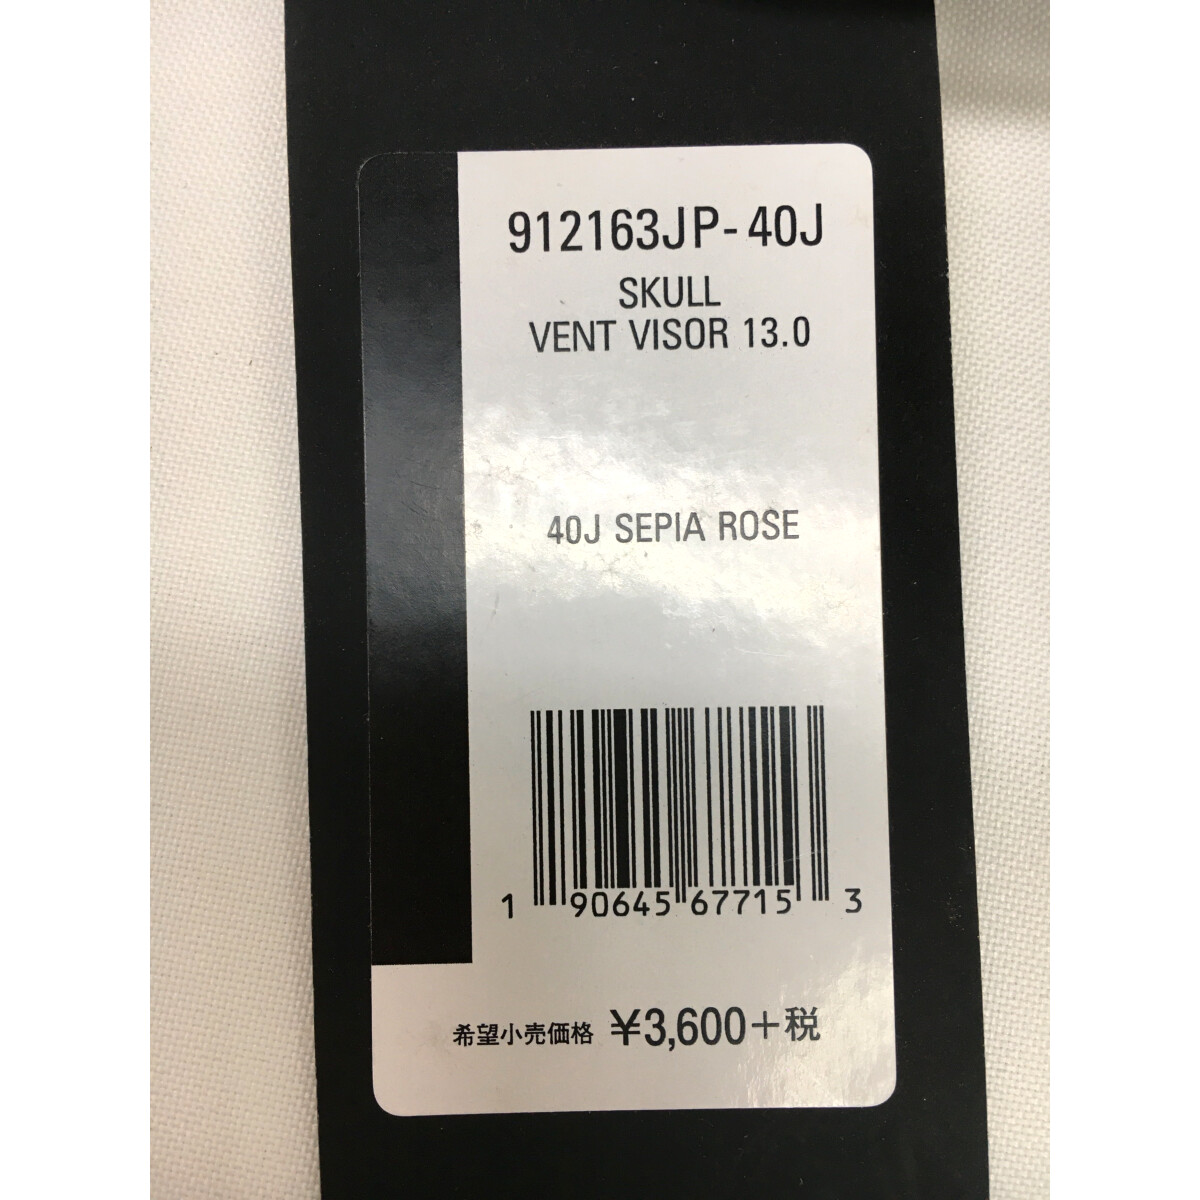 912163JP-40J
SKULL
VENT VISOR 13.0
40J SEPIA ROSE
1 90645 67715 3
希望小売価格 ¥3,600+税